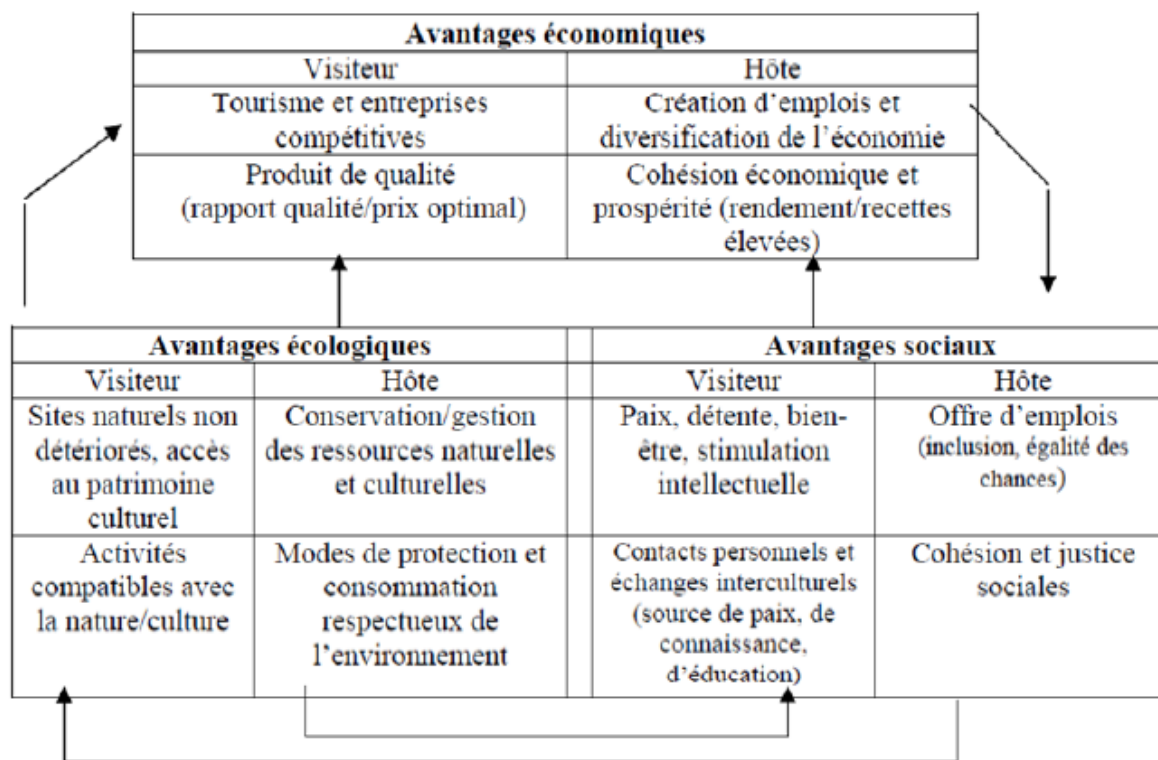 Avantages économiques
Visiteur
Hôte
Tourisme et entreprises
compétitives
Création d'emplois et
diversification de l'économie
Produit de qualité
(rapport qualité/prix optimal)
Cohésion économique et
prospérité (rendement/recettes
élevées)
Avantages écologiques
Visiteur
Hôte
Sites naturels non
détériorés, accès
au patrimoine
culturel
Conservation/gestion
des ressources naturelles
et culturelles
Activités
compatibles avec
la nature/culture
Modes de protection et
consommation
respectueux de
l'environnement
Avantages sociaux
Visiteur
Hôte
Paix, détente, bien-
être, stimulation
intellectuelle
Offre d'emplois
(inclusion, égalité des
chances)
Contacts personnels et
échanges interculturels
(source de paix, de
connaissance,
d'éducation)
Cohésion et justice
sociales